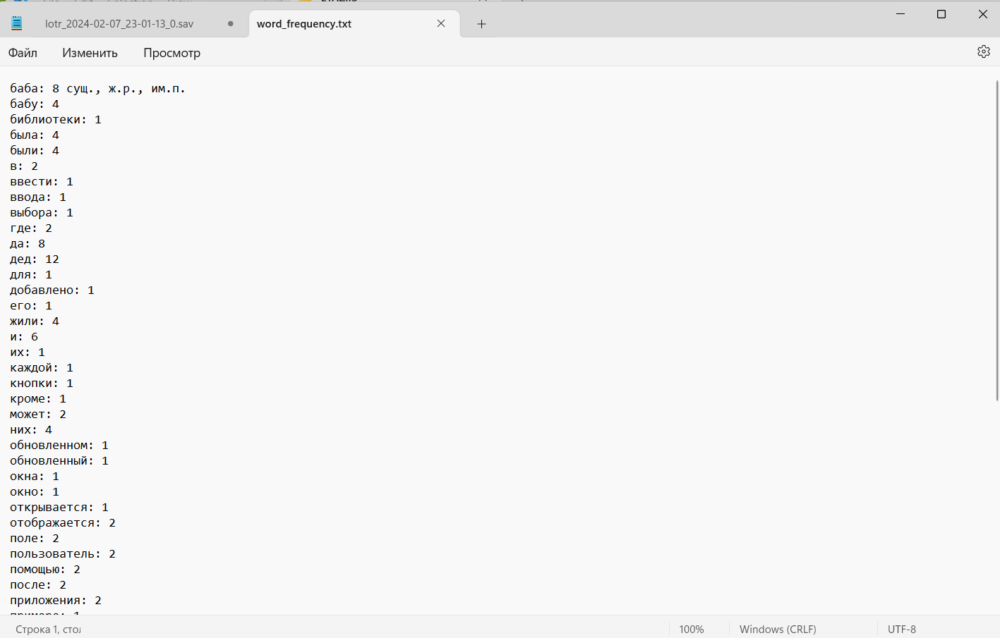 lotr_2024-02-07_23-01-13_0.sav
word_frequency.txt
Файл Изменить Просмотр
баба: 8 сущ., ж.р., им.п.
бабу: 4
библиотеки: 1
была: 4
были: 4
в: 2
ввести: 1
ввода: 1
выбора: 1
где: 2
да: 8
дед: 12
для: 1
добавлено: 1
его: 1
жили: 4
и: 6
их: 1
каждой: 1
кнопки: 1
кроме: 1
может: 2
них: 4
обновленном: 1
обновленный: 1
окна: 1
окно: 1
открывается: 1
отображается: 2
поле: 2
пользователь: 2
помощью: 2
после: 2
приложения: 2
Строка 1, 100% Windows (CRLF) UTF-8